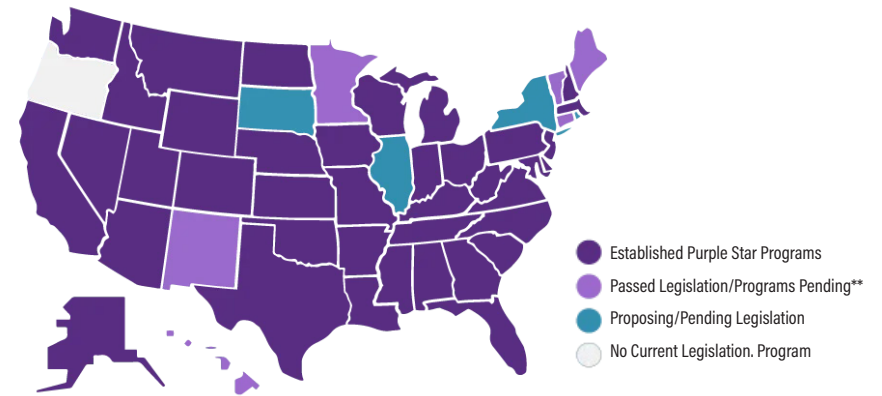 Established Purple Star Programs
Passed Legislation/Programs Pending**
Proposing/Pending Legislation
No Current Legislation. Program